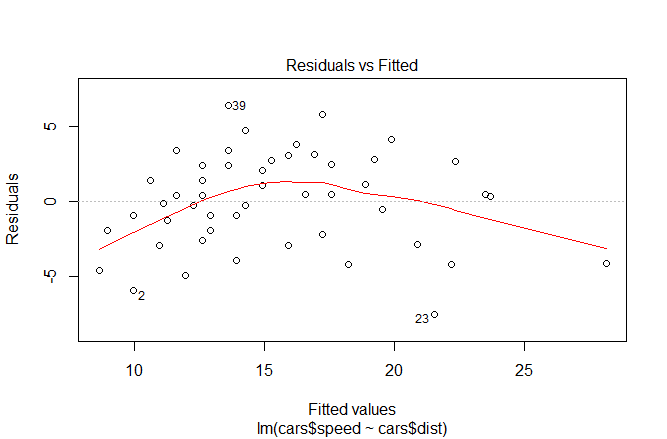 Residuals vs Fitted
Residuals
5
0
-5
39
2
23
10
15
20
25
Fitted values
lm(cars$speed ~ cars$dist)